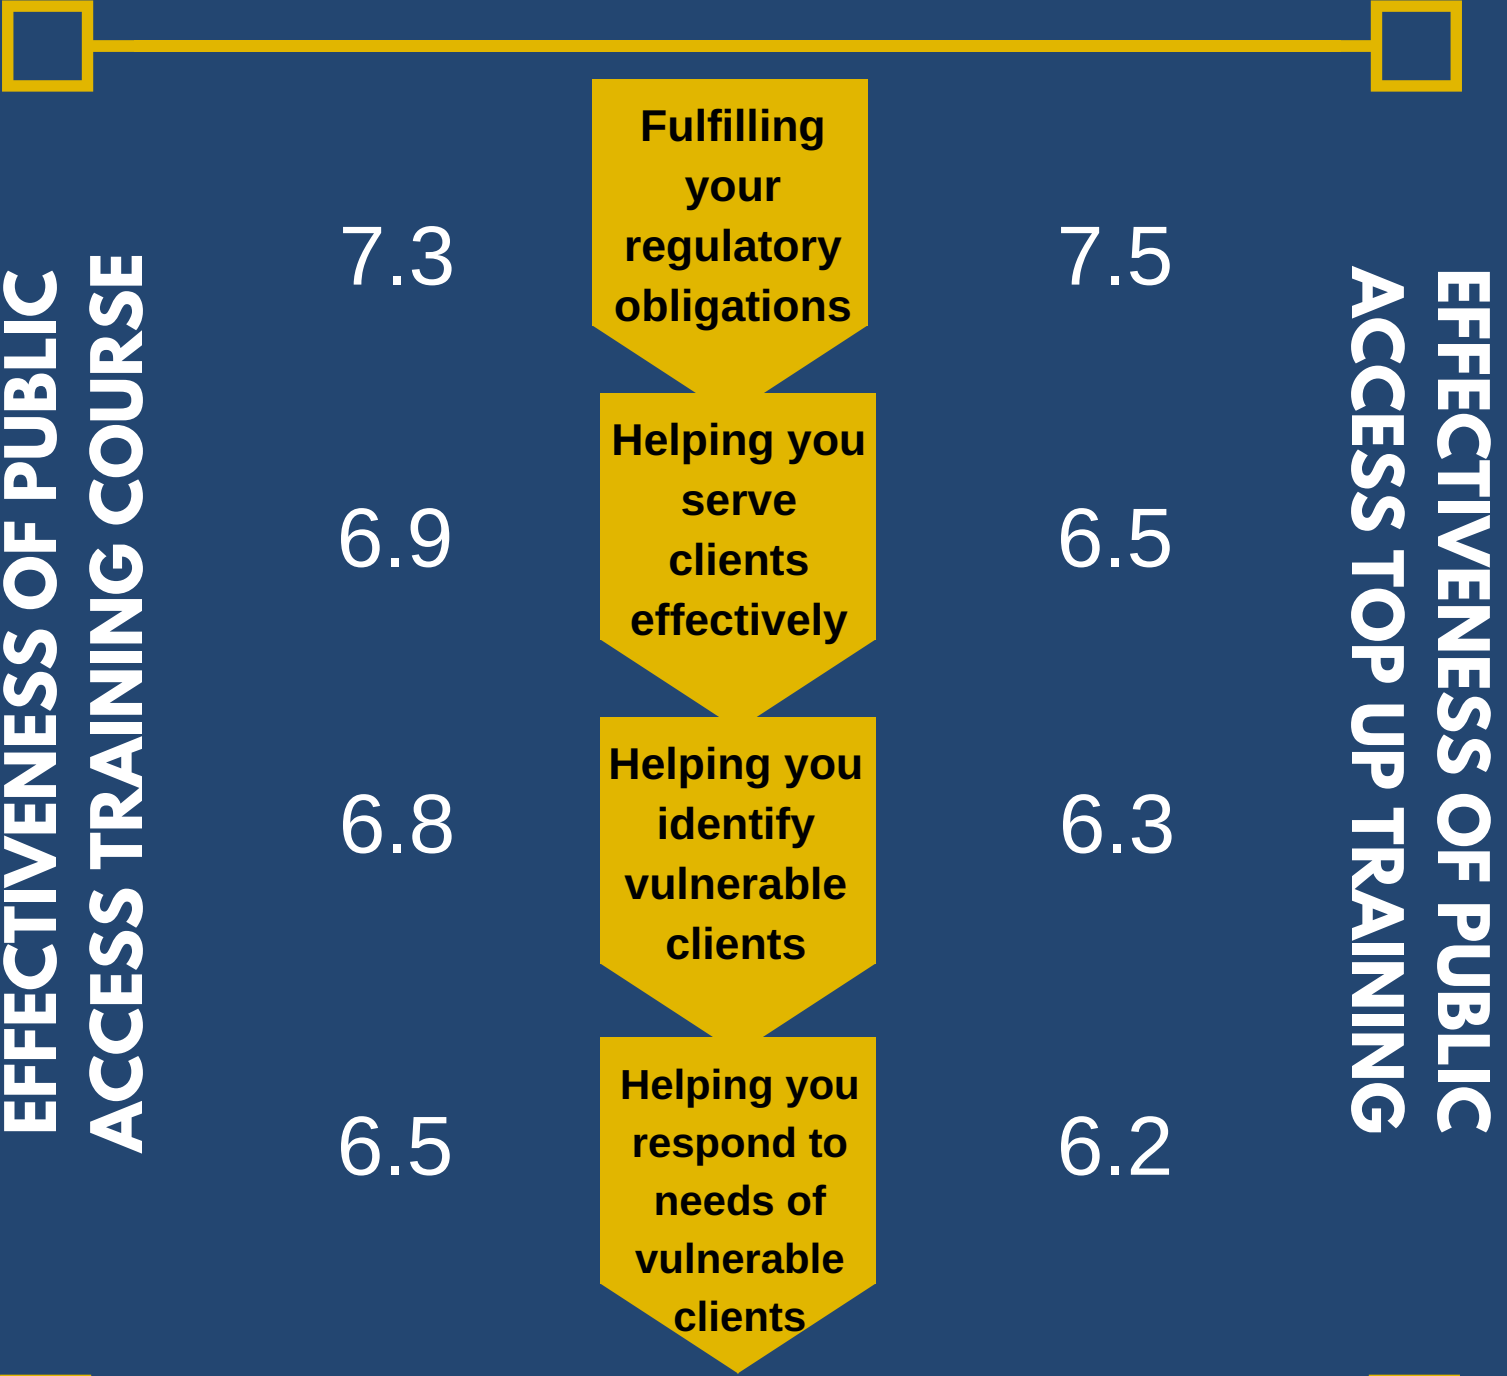 EFFECTIVENESS OF PUBLIC
ACCESS TRAINING COURSE
7.3
Fulfilling
your
regulatory
obligations
7.5
6.9
Helping you
serve
clients
effectively
6.5
6.8
Helping you
identify
vulnerable
clients
6.3
6.5
Helping you
respond to
needs of
vulnerable
clients
6.2
EFFECTIVENESS OF PUBLIC
ACCESS TOP UP TRAINING